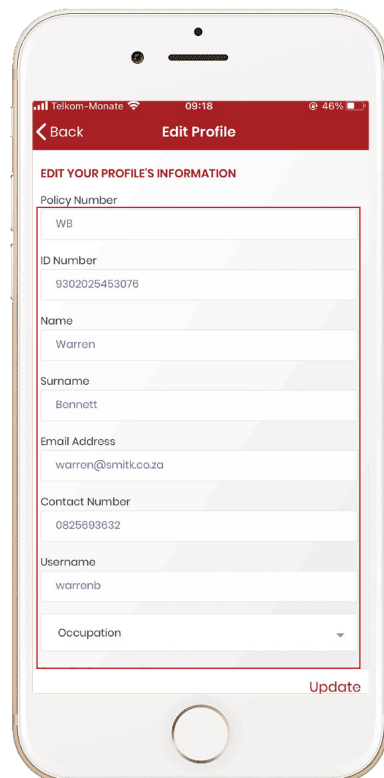 Telkom-Monate 09:18 46%
Back Edit Profile
EDIT YOUR PROFILE'S INFORMATION
Policy Number
WB
ID Number
9302025453076
Name
Warren
Surname
Bennett
Email Address
warren@smitk.co.za
Contact Number
0825693632
Username
warrenb
Occupation
Update